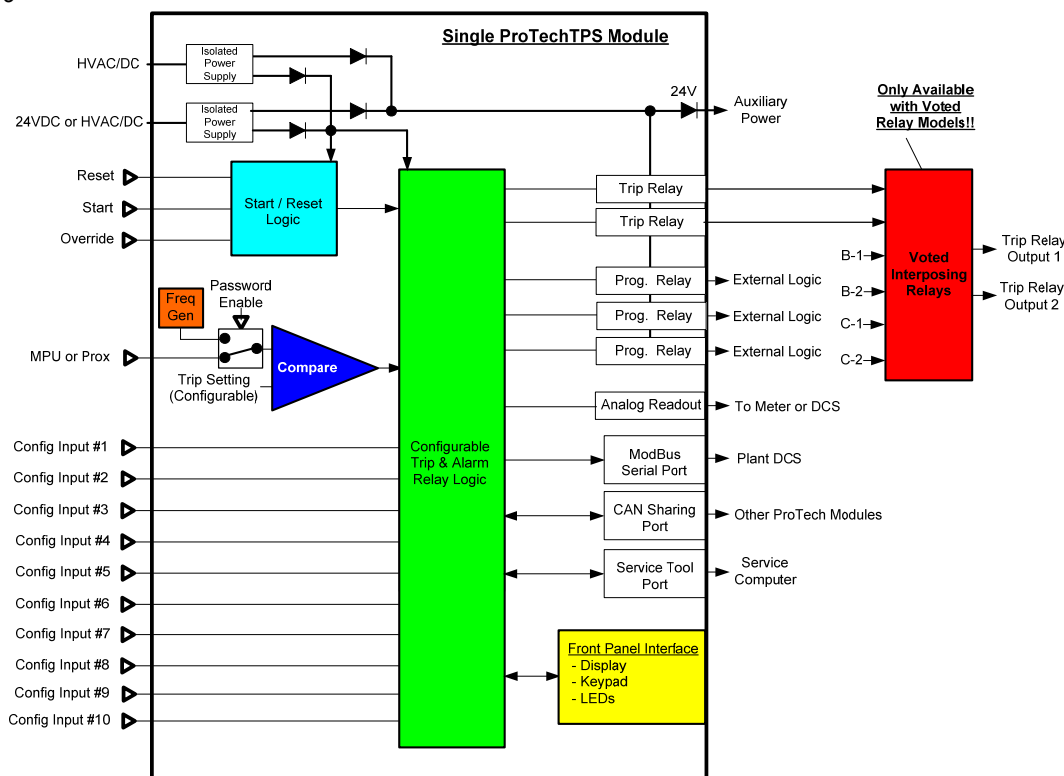 Single ProTechTPS Module
HVAC/DC
Isolated
Power
Supply
24VDC or HVAC/DC
Isolated
Power
Supply
24V
Auxiliary
Power
Only Available
with Voted
Relay Models!!
Reset
Start
Override
Start / Reset
Logic
Trip Relay
Trip Relay
Prog. Relay
External Logic
Prog. Relay
External Logic
Prog. Relay
External Logic
B-1
B-2
C-1
C-2
Voted
Interposing
Relays
Trip Relay
Output 1
Trip Relay
Output 2
Freq
Gen
Password
Enable
MPU or Prox
Trip Setting
(Configurable)
Compare
Analog Readout
To Meter or DCS
Configurable
Trip & Alarm
Relay Logic
ModBus
Serial Port
Plant DCS
CAN Sharing
Port
Other ProTech Modules
Service Tool
Port
Service
Computer
Config Input #1
Config Input #2
Config Input #3
Config Input #4
Config Input #5
Config Input #6
Config Input #7
Config Input #8
Config Input #9
Config Input #10
Front Panel Interface
- Display
- Keypad
- LEDs